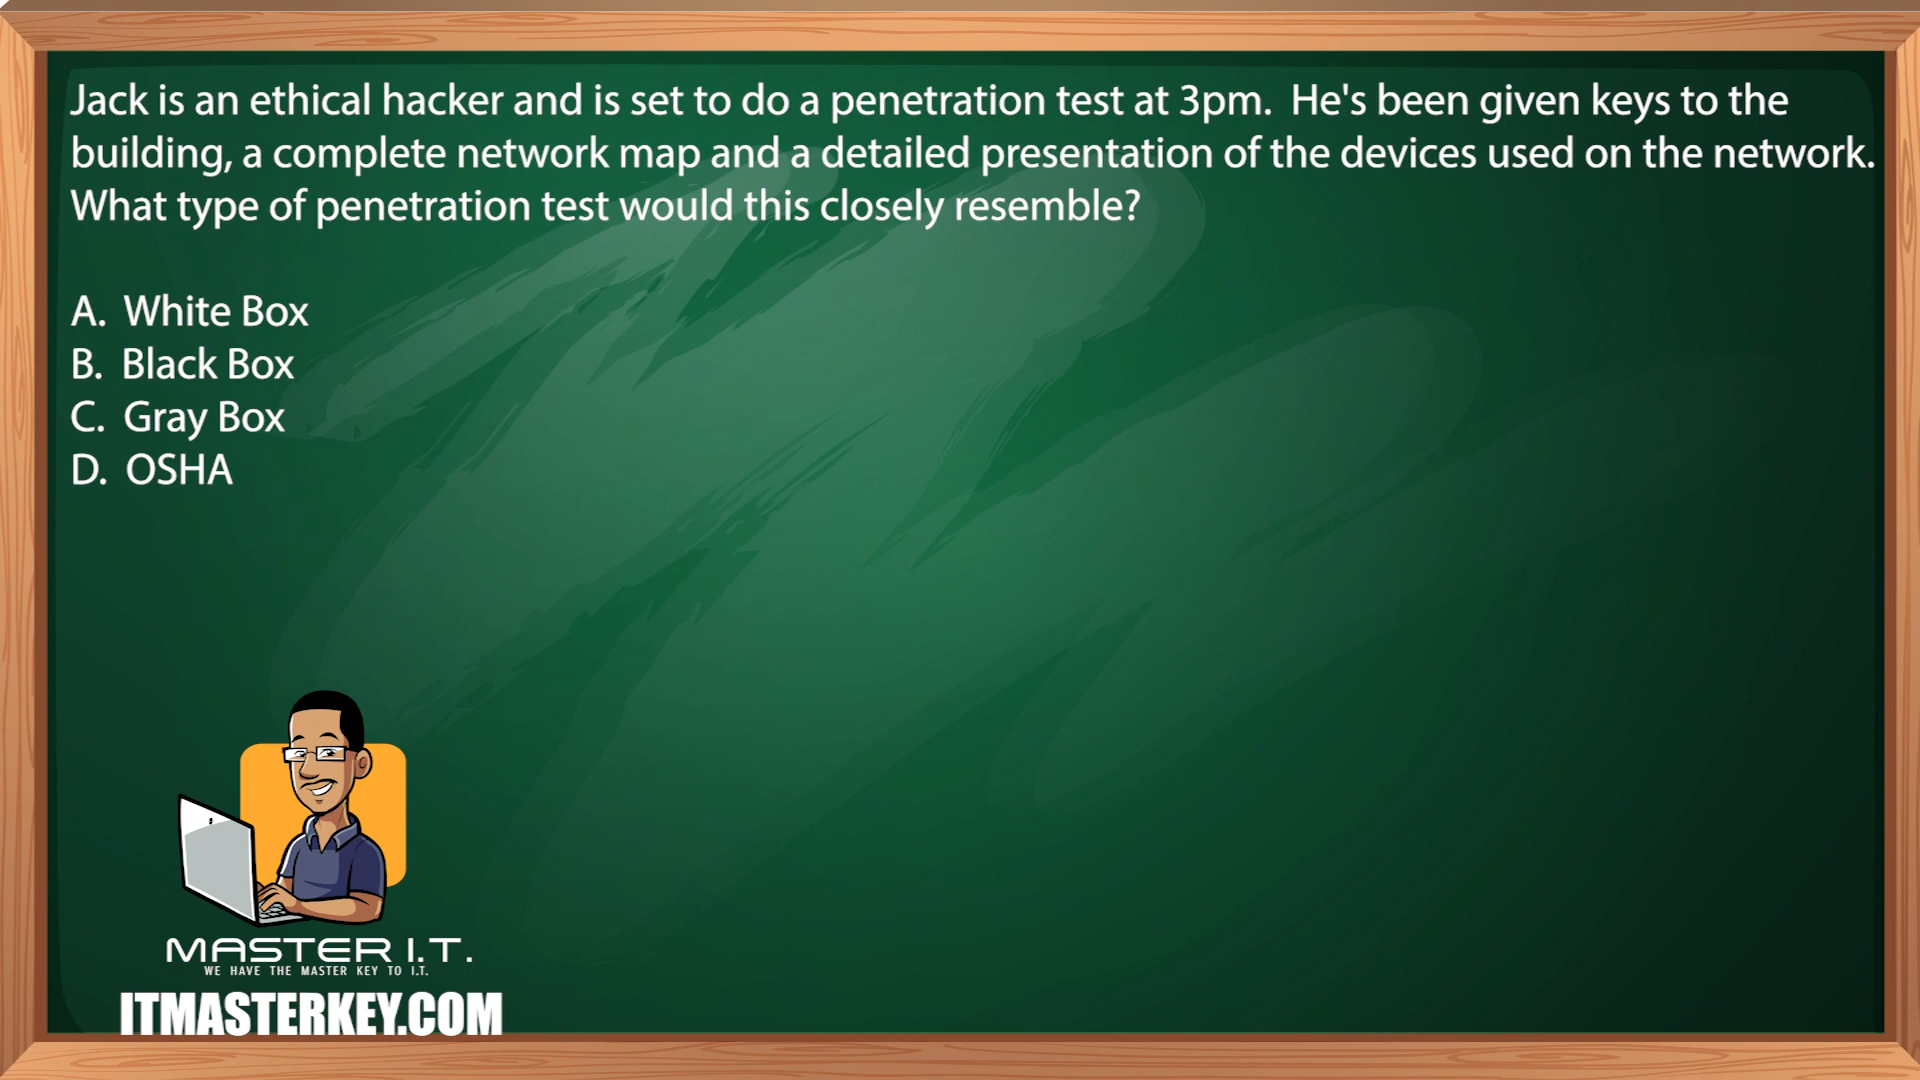 Jack is an ethical hacker and is set to do a penetration test at 3pm.  He's been given keys to the
building, a complete network map and a detailed presentation of the devices used on the network.
What type of penetration test would this closely resemble?
A.  White Box
B.  Black Box
C.  Gray Box
D.  OSHA
MASTER I.T.
WE HAVE THE MASTER KEY TO I.T.
ITMASTERKEY.COM